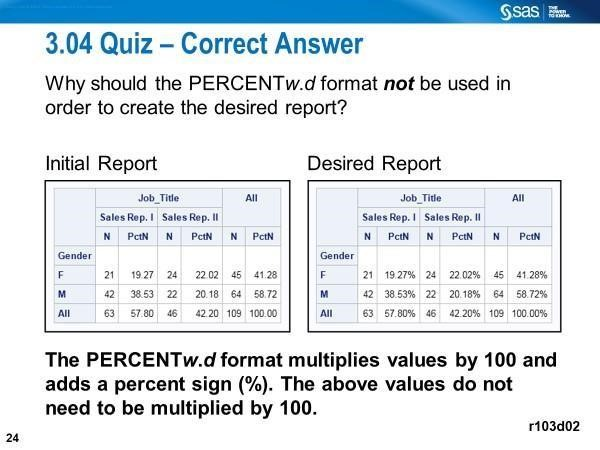 sas THE POWER TO KNOW.
3.04 Quiz – Correct Answer
Why should the PERCENTw.d format not be used in
order to create the desired report?
Initial Report
Desired Report
Job_Title All
Sales Rep. I Sales Rep. II
N PctN N PctN N PctN
Gender
F 21 19.27 24 22.02 45 41.28
M 42 38.53 22 20.18 64 58.72
All 63 57.80 46 42.20 109 100.00
Job_Title All
Sales Rep. I Sales Rep. II
N PctN N PctN N PctN
Gender
F 21 19.27% 24 22.02% 45 41.28%
M 42 38.53% 22 20.18% 64 58.72%
All 63 57.80% 46 42.20% 109 100.00%
The PERCENTw.d format multiplies values by 100 and
adds a percent sign (%). The above values do not
need to be multiplied by 100.
r103d02
24